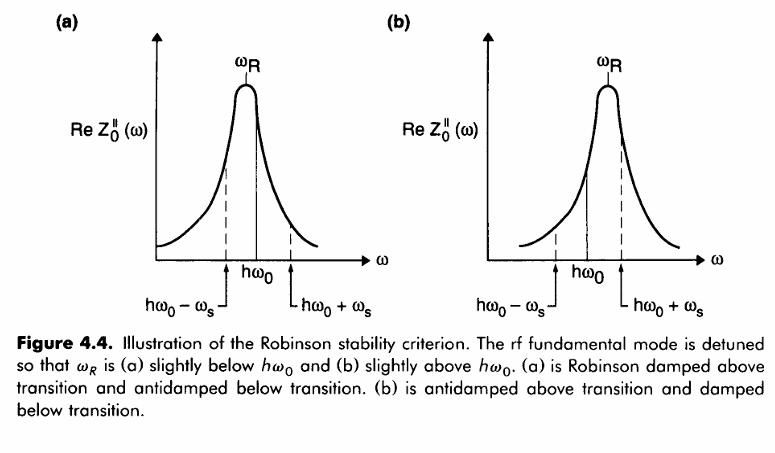 (a)
(b)
ωR
ωR
Re Z₀∥ (ω)
Re Z₀∥ (ω)
ω
ω
hω₀
hω₀
hω₀ − ωs
hω₀ + ωs
hω₀ − ωs
hω₀ + ωs
Figure 4.4. Illustration of the Robinson stability criterion. The rf fundamental mode is detuned
so that ωR is (a) slightly below hω₀ and (b) slightly above hω₀. (a) is Robinson damped above
transition and antidamped below transition. (b) is antidamped above transition and damped
below transition.